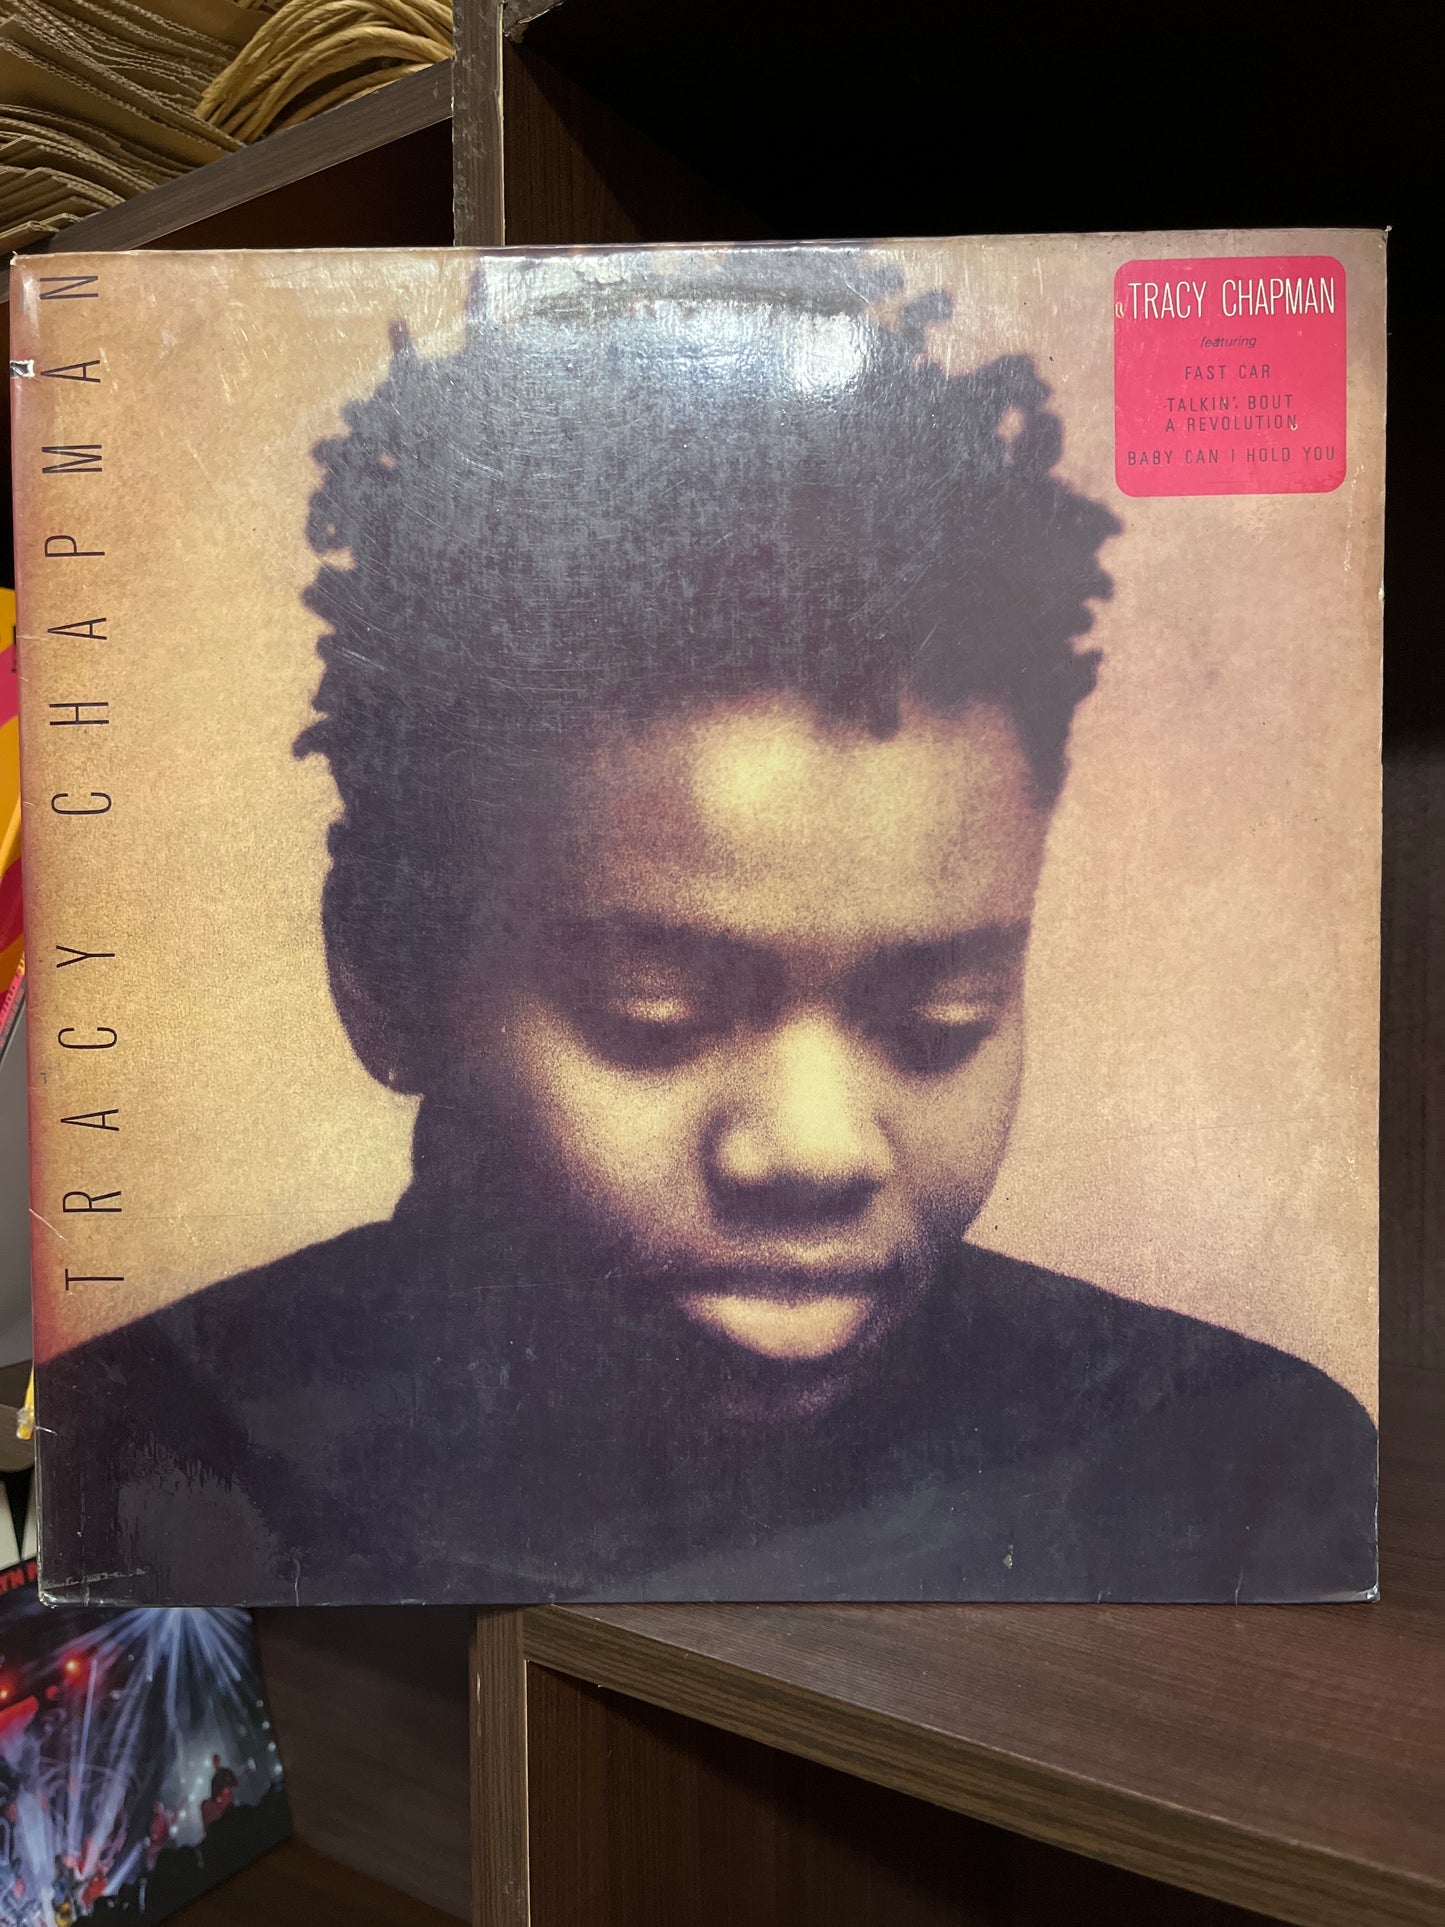 TRACY CHAPMAN
TRACY CHAPMAN
featuring
FAST CAR
TALKIN' BOUT
A REVOLUTION
BABY CAN I HOLD YOU